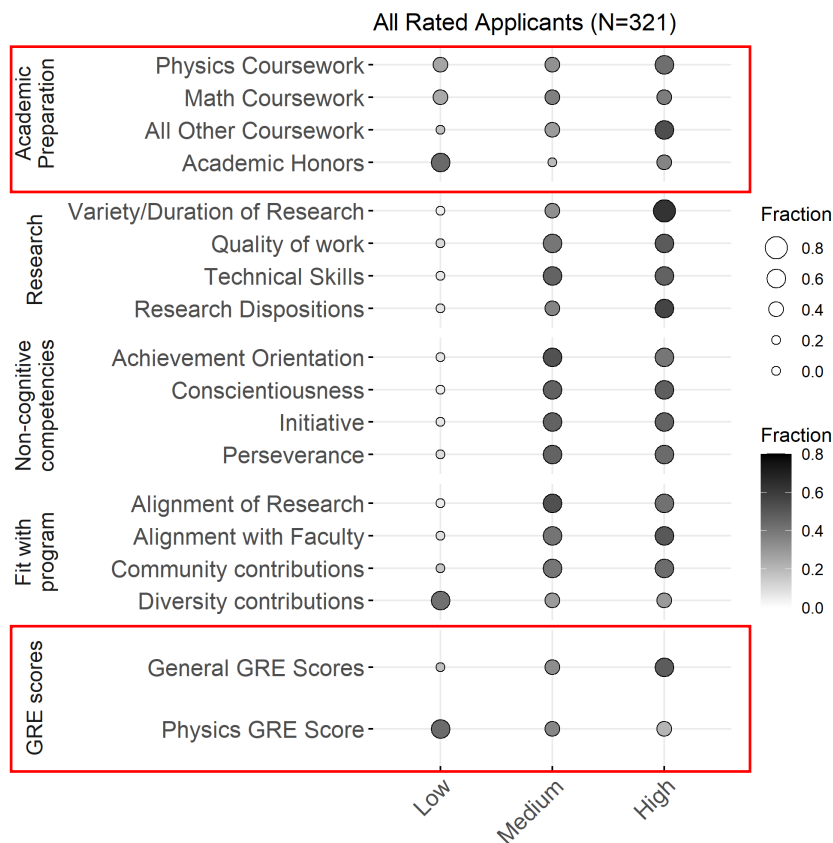 All Rated Applicants (N=321)
Academic
Preparation
Physics Coursework
Math Coursework
All Other Coursework
Academic Honors
Research
Variety/Duration of Research
Quality of work
Technical Skills
Research Dispositions
Non-cognitive
competencies
Achievement Orientation
Conscientiousness
Initiative
Perseverance
Fit with
program
Alignment of Research
Alignment with Faculty
Community contributions
Diversity contributions
GRE scores
General GRE Scores
Physics GRE Score
Low
Medium
High
Fraction
0.8
0.6
0.4
0.2
0.0
Fraction
0.8
0.6
0.4
0.2
0.0